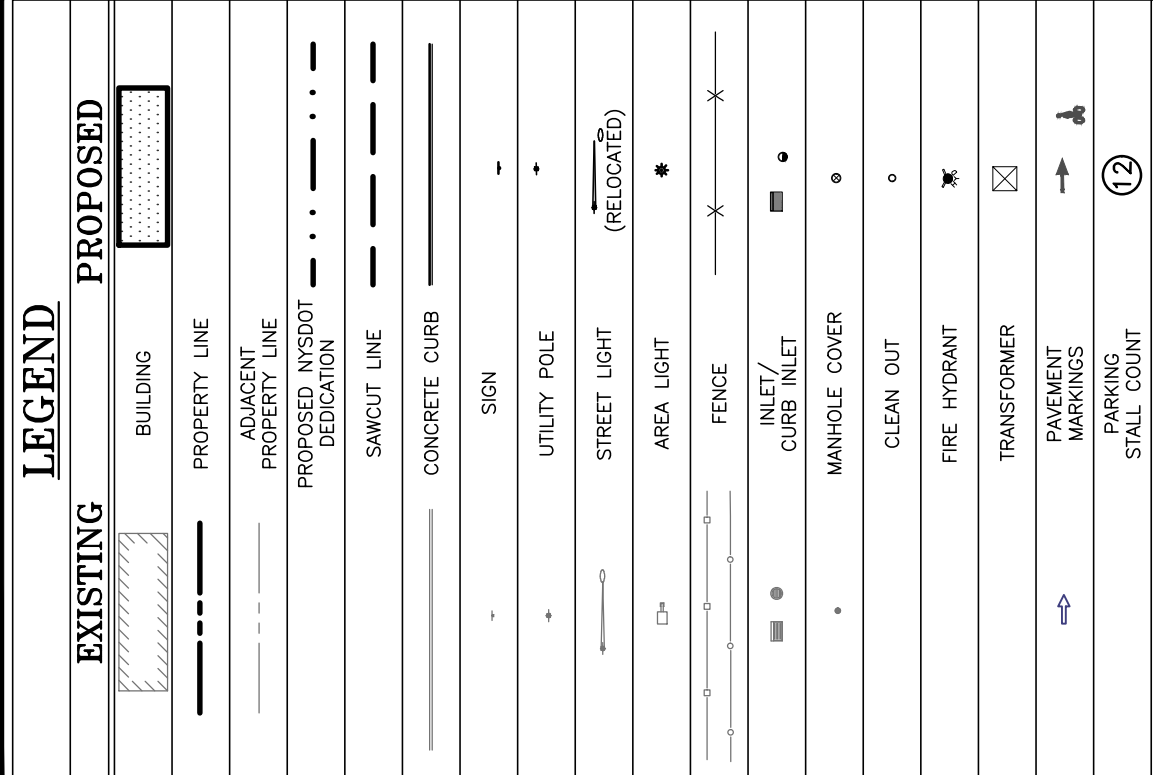 LEGEND
EXISTING
PROPOSED
BUILDING
PROPERTY LINE
ADJACENT
PROPERTY LINE
PROPOSED NYSDOT
DEDICATION
SAWCUT LINE
CONCRETE CURB
SIGN
UTILITY POLE
STREET LIGHT
(RELOCATED)
AREA LIGHT
FENCE
INLET/
CURB INLET
MANHOLE COVER
CLEAN OUT
FIRE HYDRANT
TRANSFORMER
PAVEMENT
MARKINGS
PARKING
STALL COUNT
12